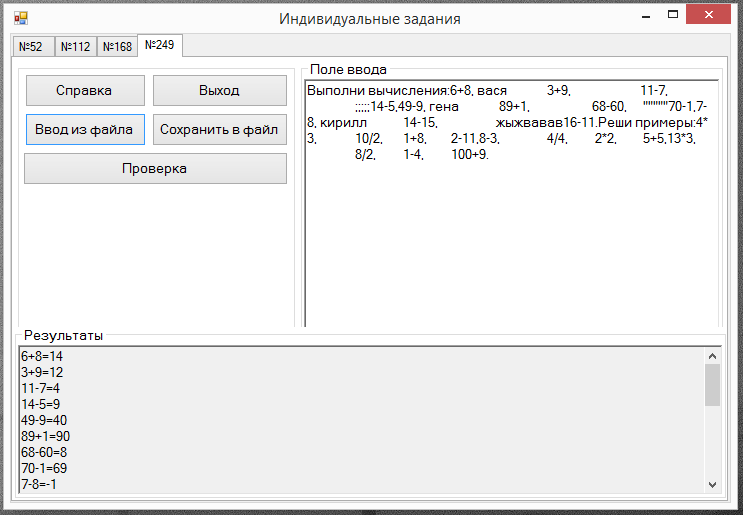 Индивидуальные задания
№52 №112 №168 №249
Справка Выход
Ввод из файла Сохранить в файл
Проверка
Поле ввода
Выполни вычисления:6+8, вася 3+9, 11-7,
;;;;;14-5,49-9, гена 89+1, 68-60, """"""70-1,7-
8, кирилл 14-15, жыжвавав16-11.Реши примеры:4*
3, 10/2, 1+8, 2-11,8-3, 4/4, 2*2, 5+5,13*3,
8/2, 1-4, 100+9.
Результаты
6+8=14
3+9=12
11-7=4
14-5=9
49-9=40
89+1=90
68-60=8
70-1=69
7-8=-1